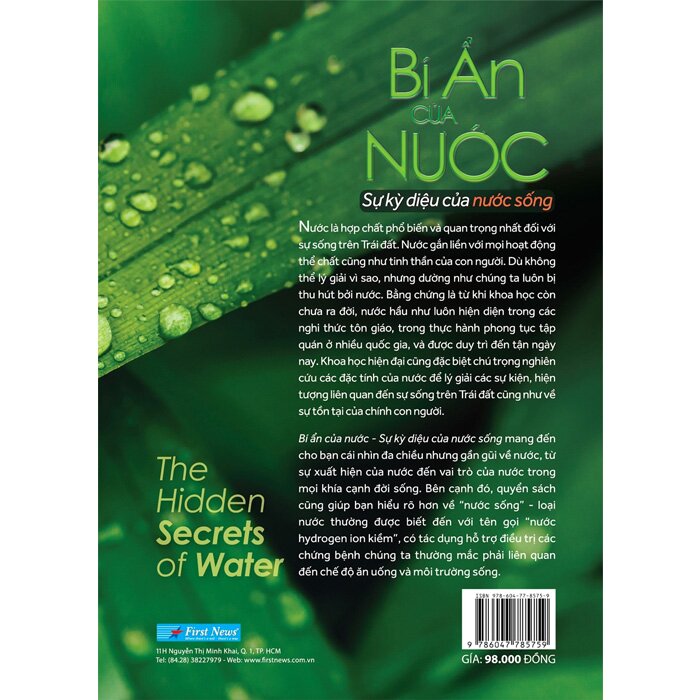 BÍ ẨN
CỦA
NƯỚC
Sự kỳ diệu của nước sống
Nước là hợp chất phổ biến và quan trọng nhất đối với
sự sống trên Trái đất. Nước gắn liền với mọi hoạt động
thể chất cũng như tinh thần của con người. Dù không
thể lý giải vì sao, nhưng dường như chúng ta luôn bị
thu hút bởi nước. Bằng chứng là từ khi khoa học còn
chưa ra đời, nước hầu như luôn hiện diện trong các
nghi thức tôn giáo, trong thực hành phong tục tập
quán ở nhiều quốc gia, và được duy trì đến tận ngày
nay. Khoa học hiện đại cũng đặc biệt chú trọng nghiên
cứu các đặc tính của nước để lý giải các sự kiện, hiện
tượng liên quan đến sự sống trên Trái đất cũng như về
sự tồn tại của chính con người.
Bí ẩn của nước - Sự kỳ diệu của nước sống mang đến
cho bạn cái nhìn đa chiều nhưng gần gũi về nước, từ
sự xuất hiện của nước đến vai trò của nước trong
mọi khía cạnh đời sống. Bên cạnh đó, quyển sách
cũng giúp bạn hiểu rõ hơn về “nước sống” - loại
nước thường được biết đến với tên gọi “nước
hydrogen ion kiềm”, có tác dụng hỗ trợ điều trị các
chứng bệnh chúng ta thường mắc phải liên quan
đến chế độ ăn uống và môi trường sống.
The
Hidden
Secrets
of Water
First News
11H Nguyễn Thị Minh Khai, Q. 1, TP. HCM
Tel: (84.28) 38227979 - Web: www.firstnews.com.vn
ISBN 978-604-77-8575-9
9 786047 785759
GIÁ: 98.000 ĐỒNG